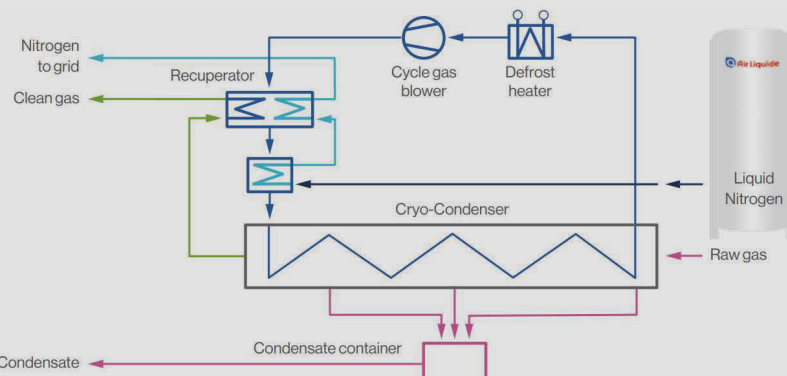 Nitrogen
to grid
Recuperator
Clean gas
Cycle gas
blower
Defrost
heater
Air Liquide
Liquid
Nitrogen
Cryo-Condenser
Raw gas
Condensate container
Condensate